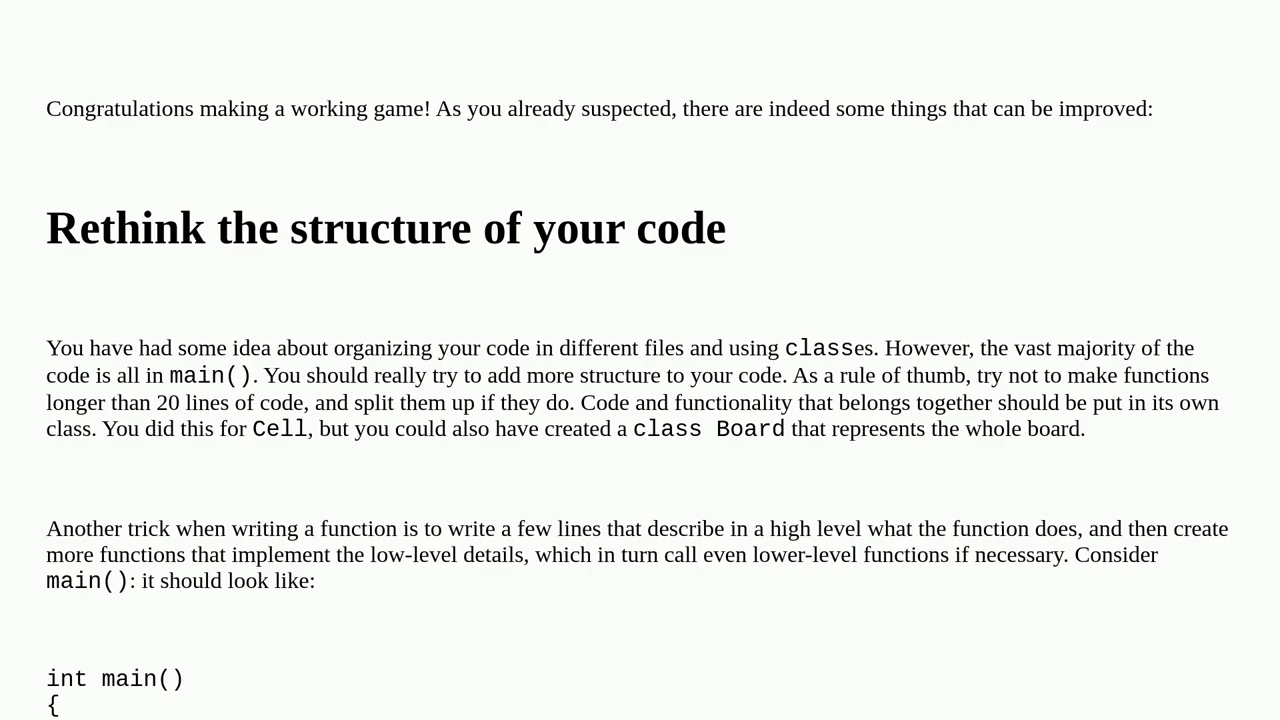 Congratulations making a working game! As you already suspected, there are indeed some things that can be improved:
Rethink the structure of your code
You have had some idea about organizing your code in different files and using classes. However, the vast majority of the
code is all in main(). You should really try to add more structure to your code. As a rule of thumb, try not to make functions
longer than 20 lines of code, and split them up if they do. Code and functionality that belongs together should be put in its own
class. You did this for Cell, but you could also have created a class Board that represents the whole board.
Another trick when writing a function is to write a few lines that describe in a high level what the function does, and then create
more functions that implement the low-level details, which in turn call even lower-level functions if necessary. Consider
main(): it should look like:
int main()
{